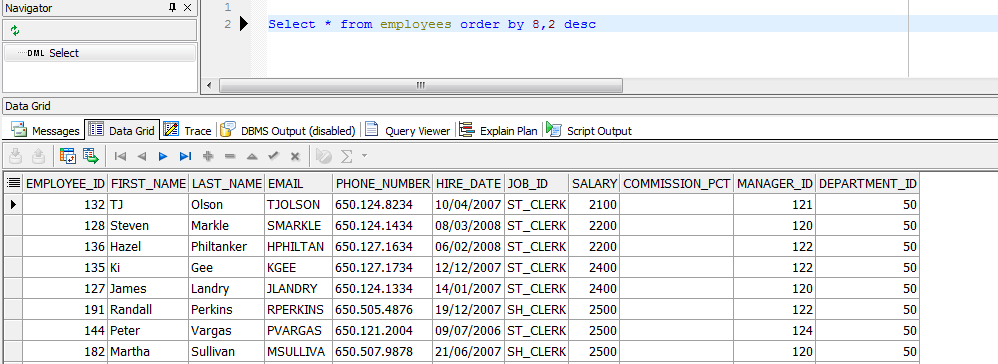 Navigator
DML Select
1
2 Select * from employees order by 8,2 desc
Data Grid
Messages Data Grid Trace DBMS Output (disabled) Query Viewer Explain Plan Script Output
EMPLOYEE_ID FIRST_NAME LAST_NAME EMAIL PHONE_NUMBER HIRE_DATE JOB_ID SALARY COMMISSION_PCT MANAGER_ID DEPARTMENT_ID
132 TJ Olson TJOLSON 650.124.8234 10/04/2007 ST_CLERK 2100 121 50
128 Steven Markle SMARKLE 650.124.1434 08/03/2008 ST_CLERK 2200 120 50
136 Hazel Philtanker HPHILTAN 650.127.1634 06/02/2008 ST_CLERK 2200 122 50
135 Ki Gee KGEE 650.127.1734 12/12/2007 ST_CLERK 2400 122 50
127 James Landry JLANDRY 650.124.1334 14/01/2007 ST_CLERK 2400 120 50
191 Randall Perkins RPERKINS 650.505.4876 19/12/2007 SH_CLERK 2500 122 50
144 Peter Vargas PVARGAS 650.121.2004 09/07/2006 ST_CLERK 2500 124 50
182 Martha Sullivan MSULLIVA 650.507.9878 21/06/2007 SH_CLERK 2500 120 50